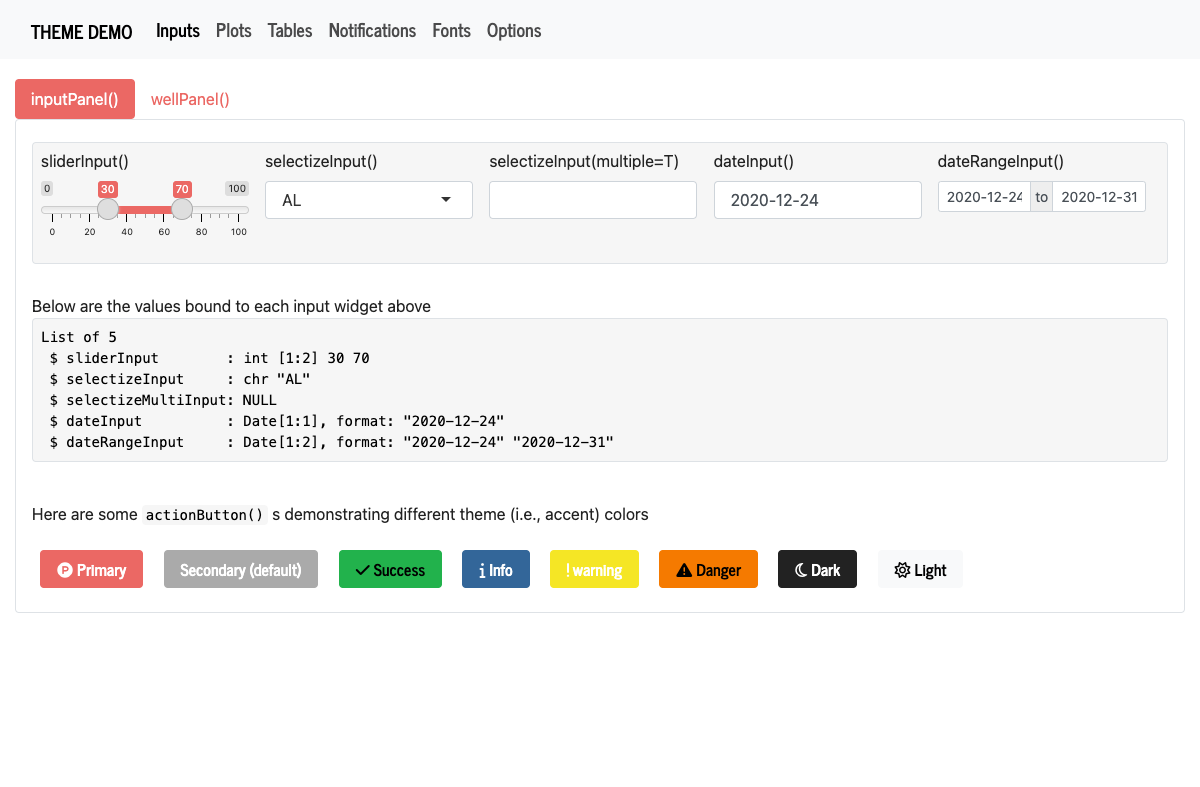 THEME DEMO Inputs Plots Tables Notifications Fonts Options
inputPanel() wellPanel()
sliderInput() selectizeInput() selectizeInput(multiple=T) dateInput() dateRangeInput()
0 30 70 100
AL 2020-12-24 2020-12-24 to 2020-12-31
0 20 40 60 80 100
Below are the values bound to each input widget above
List of 5
 $ sliderInput        : int [1:2] 30 70
 $ selectizeInput     : chr "AL"
 $ selectizeMultiInput: NULL
 $ dateInput          : Date[1:1], format: "2020-12-24"
 $ dateRangeInput     : Date[1:2], format: "2020-12-24" "2020-12-31"
Here are some actionButton() s demonstrating different theme (i.e., accent) colors
Primary Secondary (default) Success Info warning Danger Dark Light